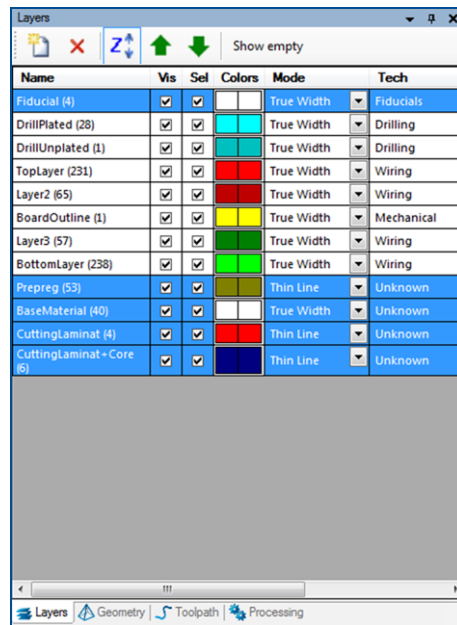 Layers
Z Show empty
Name Vis Sel Colors Mode Tech
Fiducial (4) True Width Fiducials
DrillPlated (28) True Width Drilling
DrillUnplated (1) True Width Drilling
TopLayer (231) True Width Wiring
Layer2 (65) True Width Wiring
BoardOutline (1) True Width Mechanical
Layer3 (57) True Width Wiring
BottomLayer (238) True Width Wiring
Prepreg (53) Thin Line Unknown
BaseMaterial (40) True Width Unknown
CuttingLaminat (4) Thin Line Unknown
CuttingLaminat+Core Thin Line Unknown
(6)
Layers Geometry Toolpath Processing